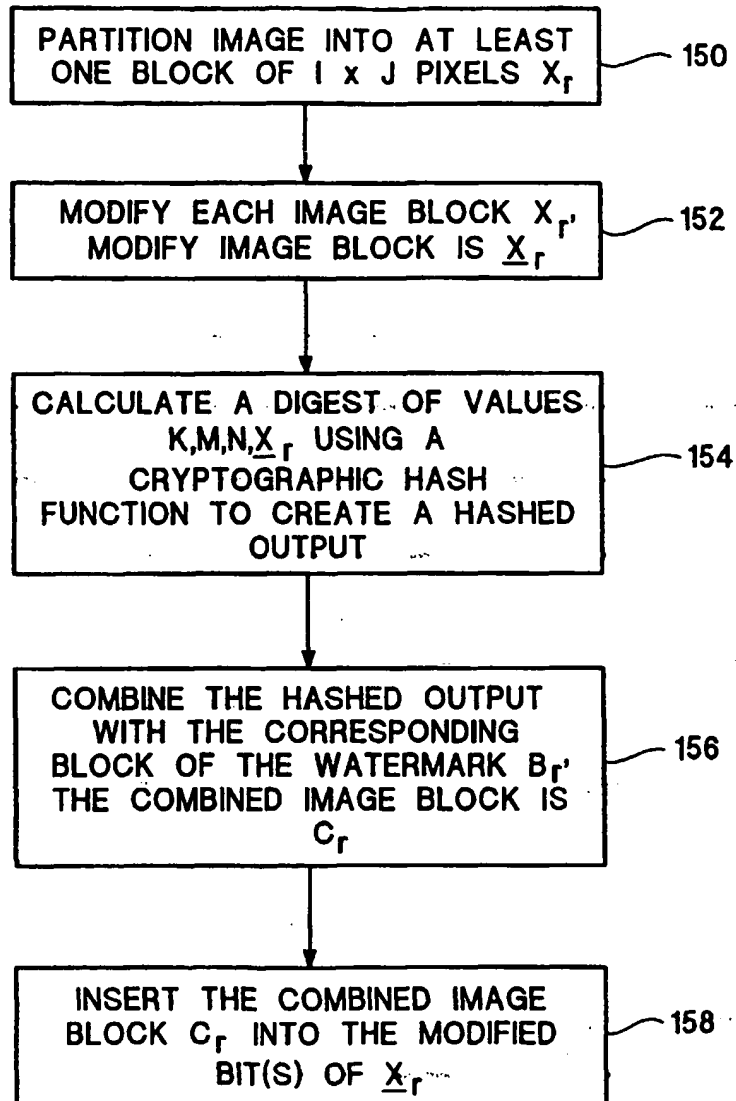 PARTITION IMAGE INTO AT LEAST
ONE BLOCK OF I x J PIXELS Xr
150
MODIFY EACH IMAGE BLOCK Xr,
MODIFY IMAGE BLOCK IS X̲r
152
CALCULATE A DIGEST OF VALUES
K,M,N,X̲r USING A
CRYPTOGRAPHIC HASH
FUNCTION TO CREATE A HASHED
OUTPUT
154
COMBINE THE HASHED OUTPUT
WITH THE CORRESPONDING
BLOCK OF THE WATERMARK Br,
THE COMBINED IMAGE BLOCK IS
Cr
156
INSERT THE COMBINED IMAGE
BLOCK Cr INTO THE MODIFIED
BIT(S) OF X̲r
158